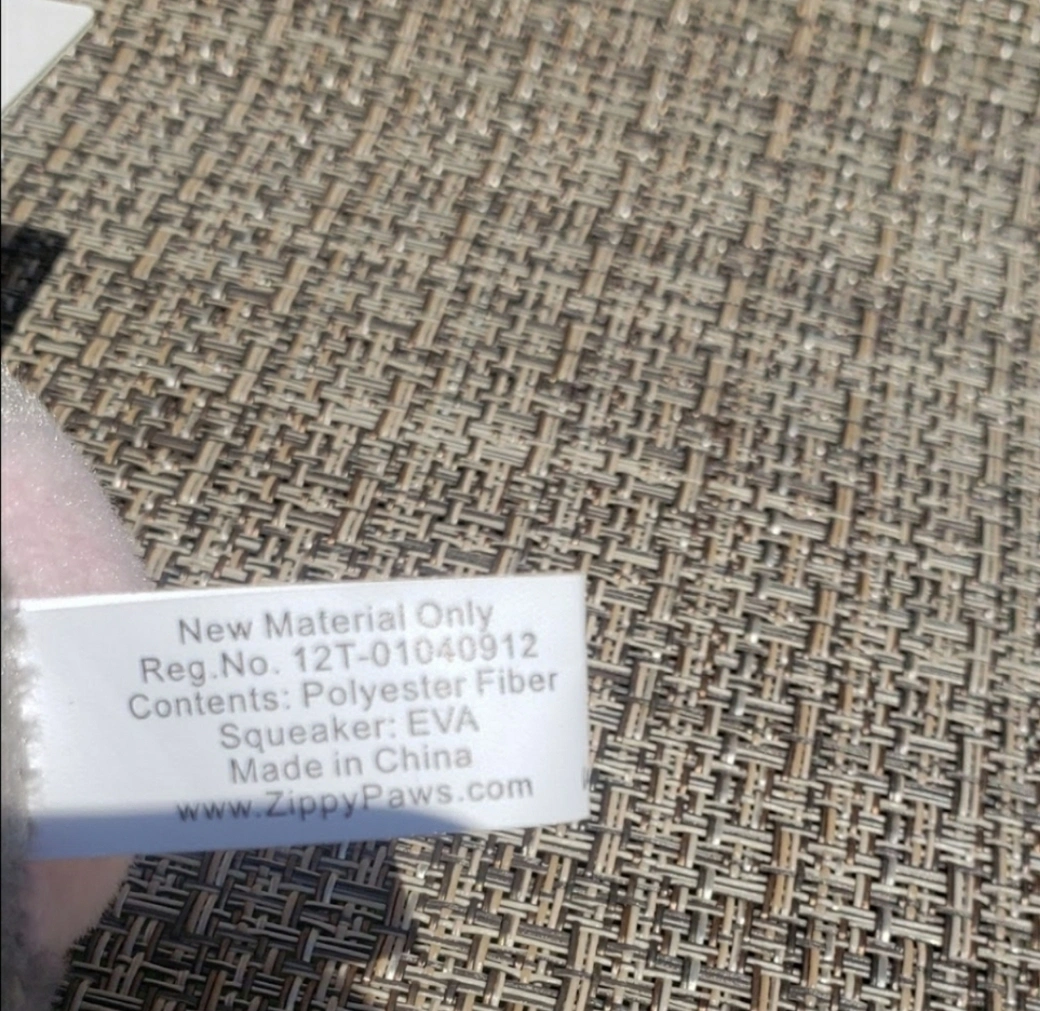 New Material Only
Reg.No. 12T-01040912
Contents: Polyester Fiber
Squeaker: EVA
Made in China
www.ZippyPaws.com